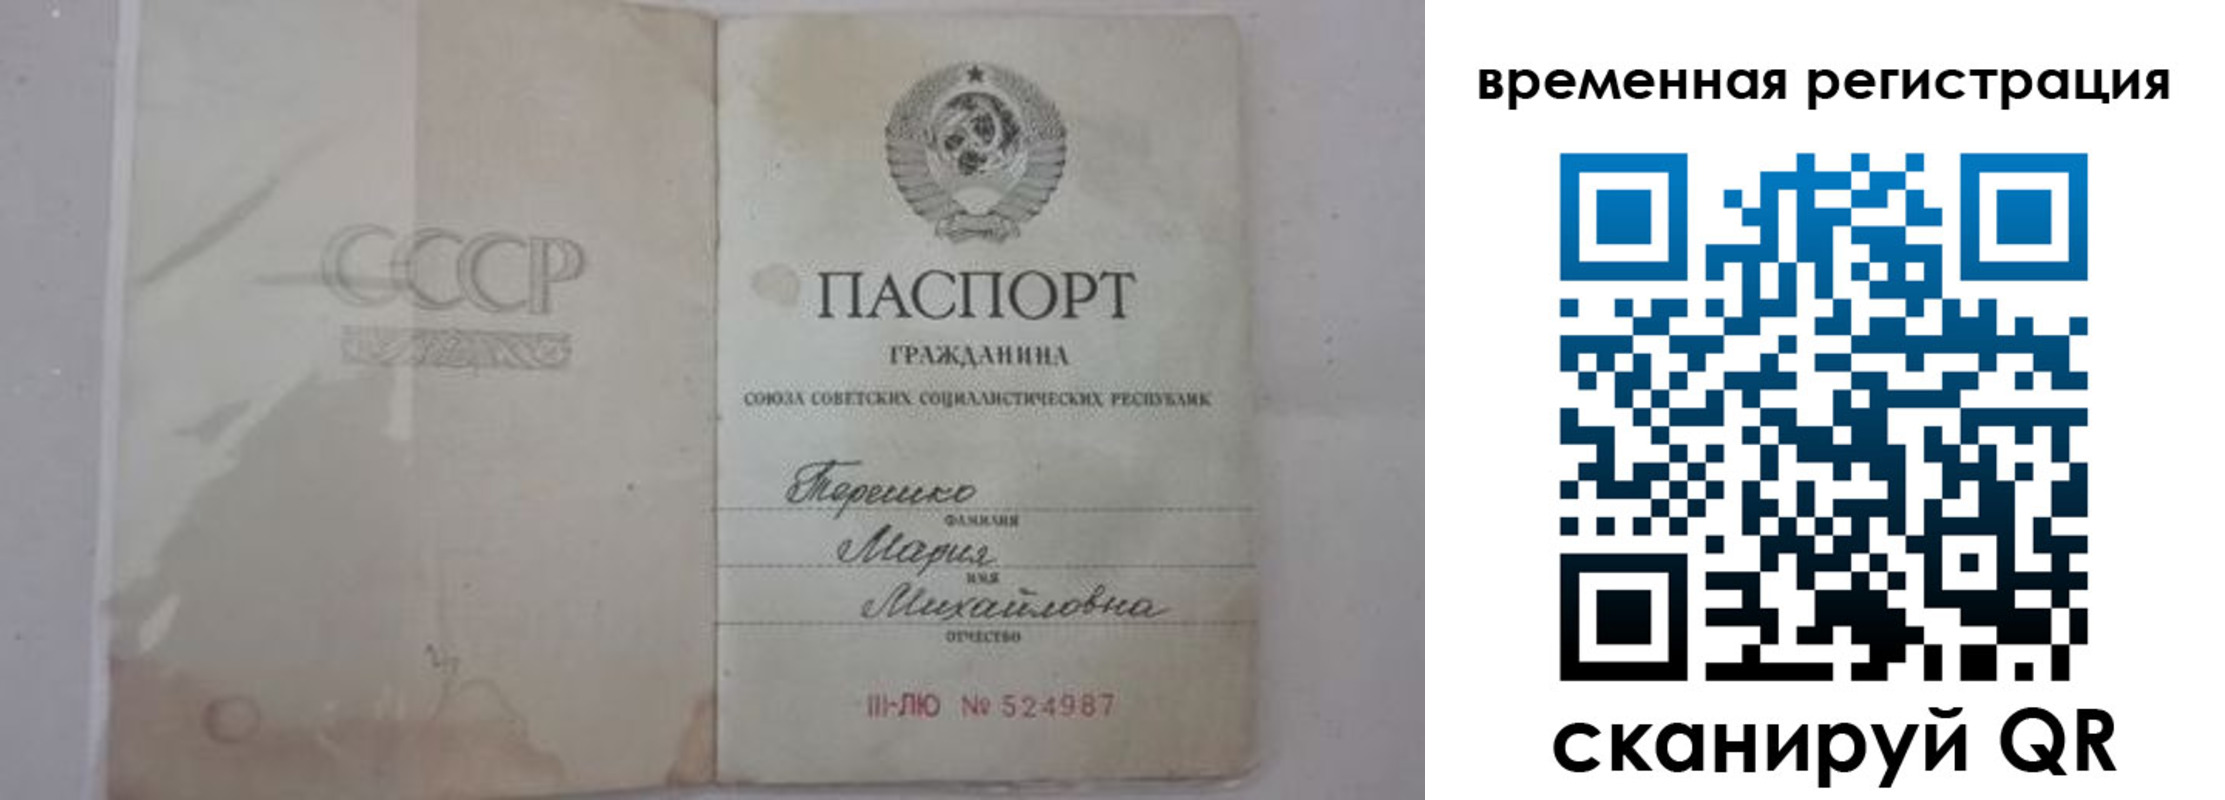 СССР
ПАСПОРТ
ГРАЖДАНИНА
СОЮЗА СОВЕТСКИХ СОЦИАЛИСТИЧЕСКИХ РЕСПУБЛИК
Терешко
ФАМИЛИЯ
Мария
ИМЯ
Михайловна
ОТЧЕСТВО
III-ЛЮ № 524987
временная регистрация
сканируй QR